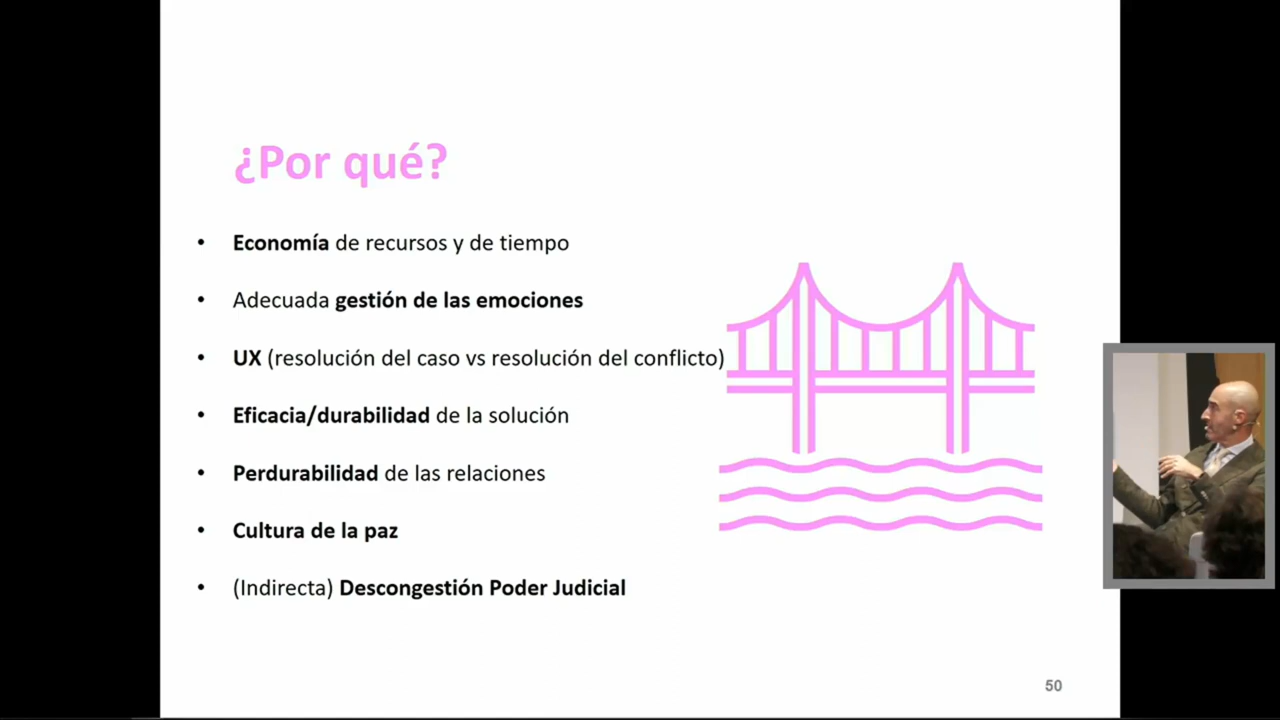 ¿Por qué?
• Economía de recursos y de tiempo
• Adecuada gestión de las emociones
• UX (resolución del caso vs resolución del conflicto)
• Eficacia/durabilidad de la solución
• Perdurabilidad de las relaciones
• Cultura de la paz
• (Indirecta) Descongestión Poder Judicial
50